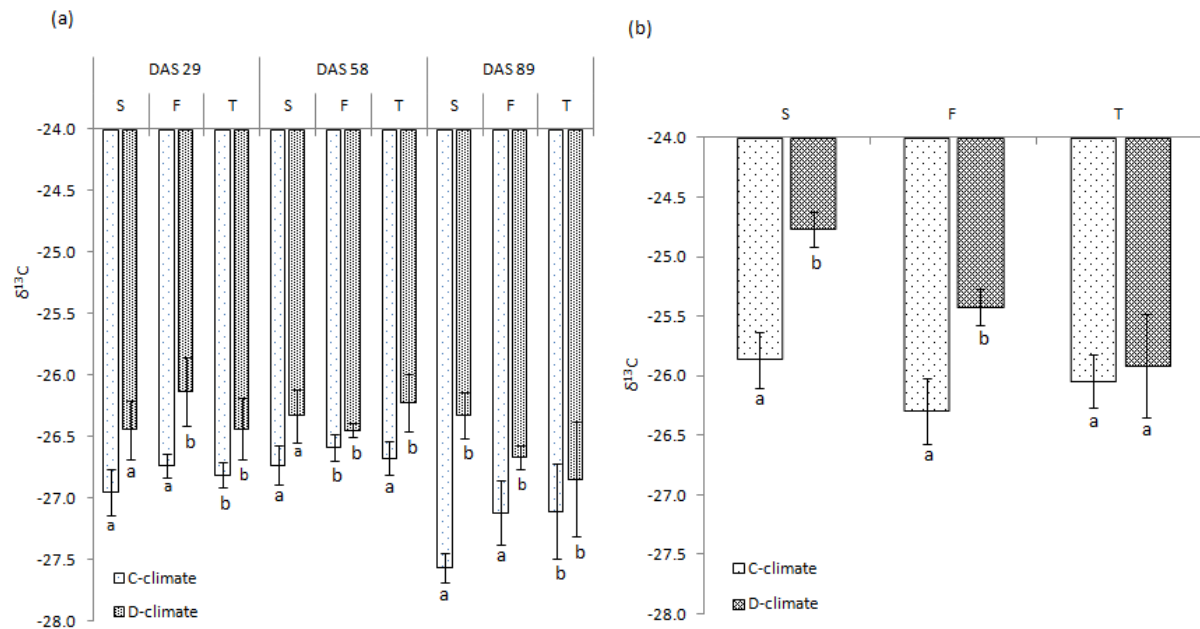 (a)
DAS 29 DAS 58 DAS 89
S F T S F T S F T
-24.0
-24.5
-25.0
-25.5
-26.0
-26.5
-27.0
-27.5
-28.0
δ¹³C
a a a b b b a a b b a b a b a b b b
C-climate
D-climate
(b)
S F T
-24.0
-24.5
-25.0
-25.5
-26.0
-26.5
-27.0
-27.5
-28.0
δ¹³C
a b a b a a
C-climate
D-climate